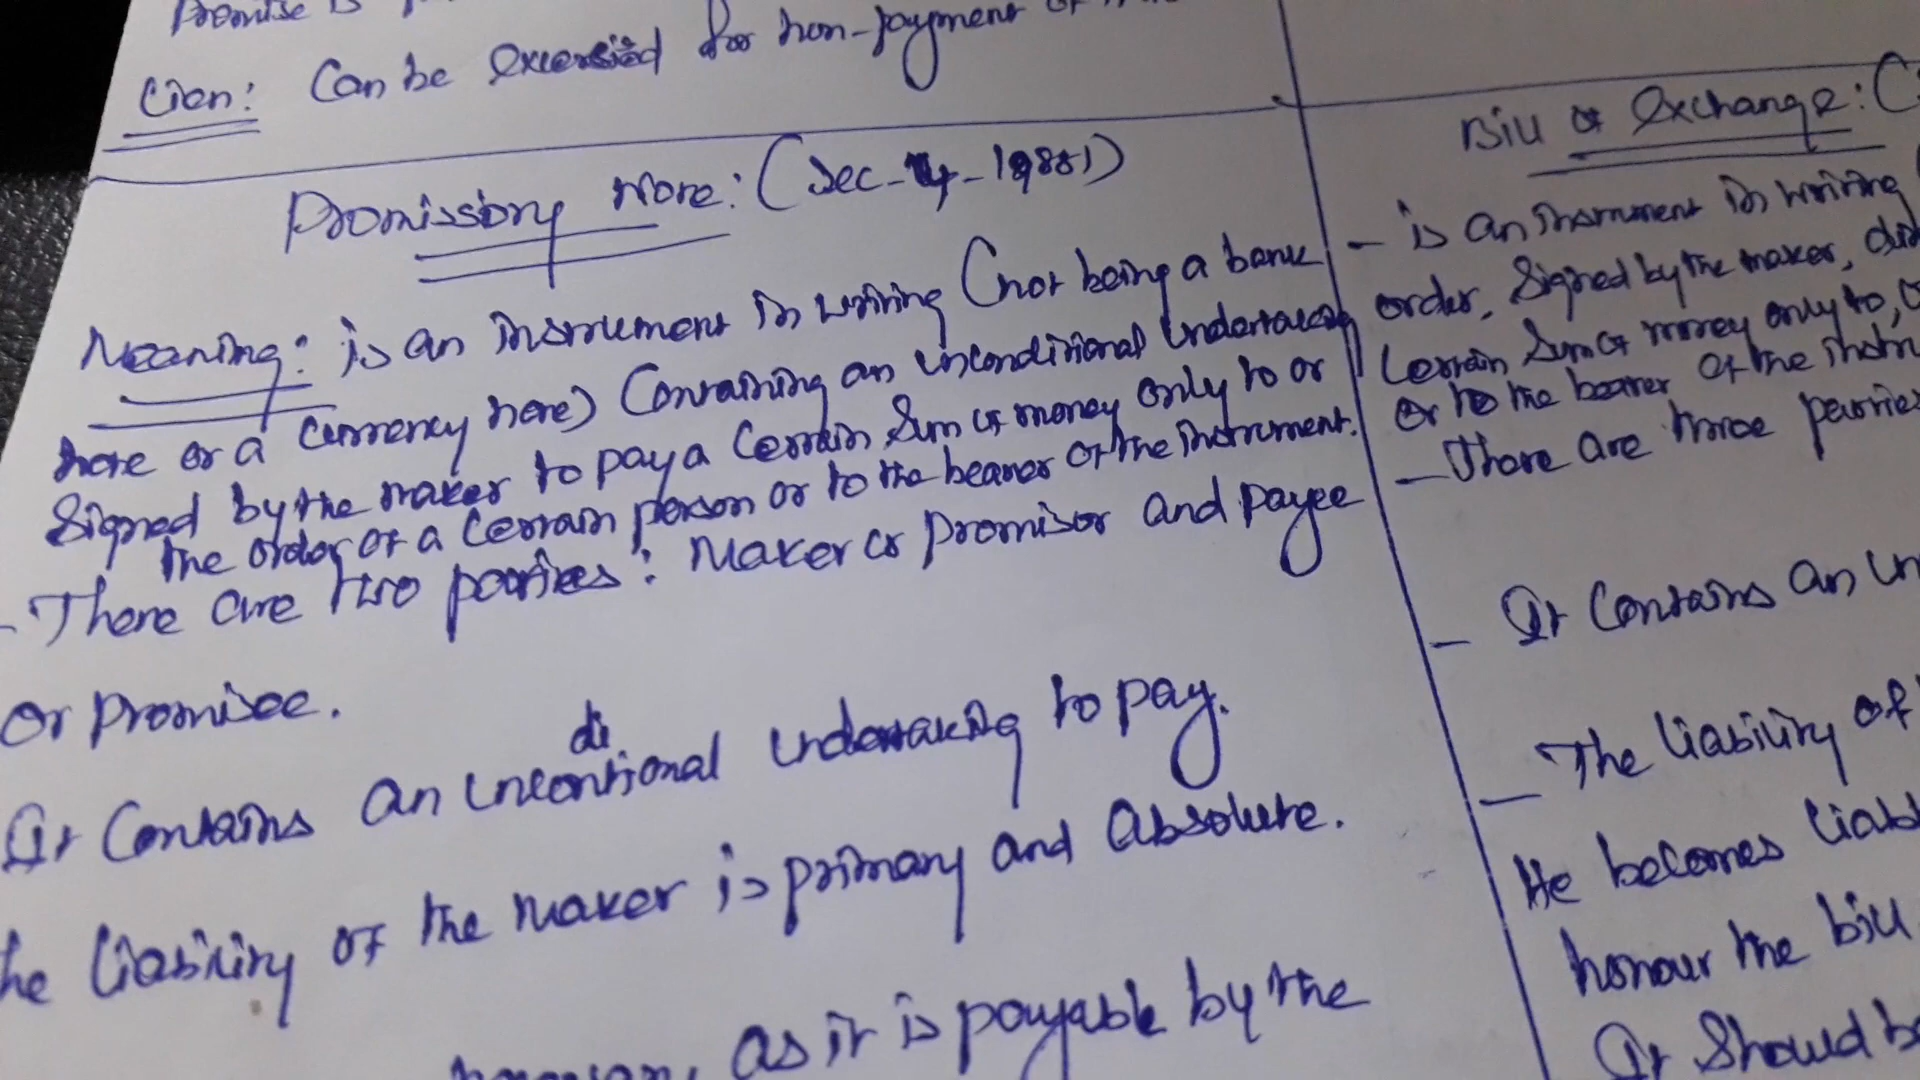 Promise is
Lien: Can be excersied for non-payment of
Promissory Note: (Sec-4-1881)
Meaning: is an instrument in writing (not being a bank
note or a currency note) Containing an unconditional undertaking
Signed by the maker to pay a Certain Sum of money only to or
the order of a Certain person or to the bearer of the instrument.
- There are two parties: Maker or promisor and payee
or promisee.
It Contains an unconditional undertaking to pay.
he liability of the maker is primary and absolute.
as it is payable by the
Bill of Exchange: (
- is an instrument in writing
order, Signed by the maker,
Certain Sum of money only to,
or to the bearer of the
- There are three parties
- It Contains an
- The liability of
He becomes
honour the bill
It Should